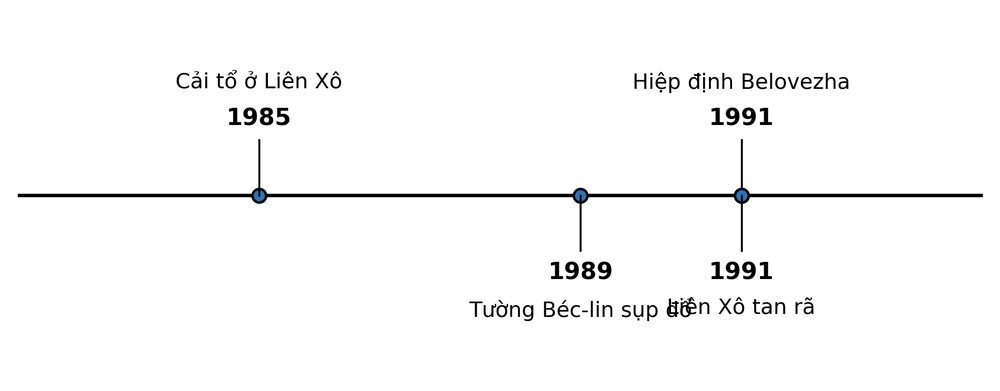 Cải tổ ở Liên Xô
1985
Hiệp định Belovezha
1991
1989
Tường Béc-lin sụp đổ
1991
Liên Xô tan rã